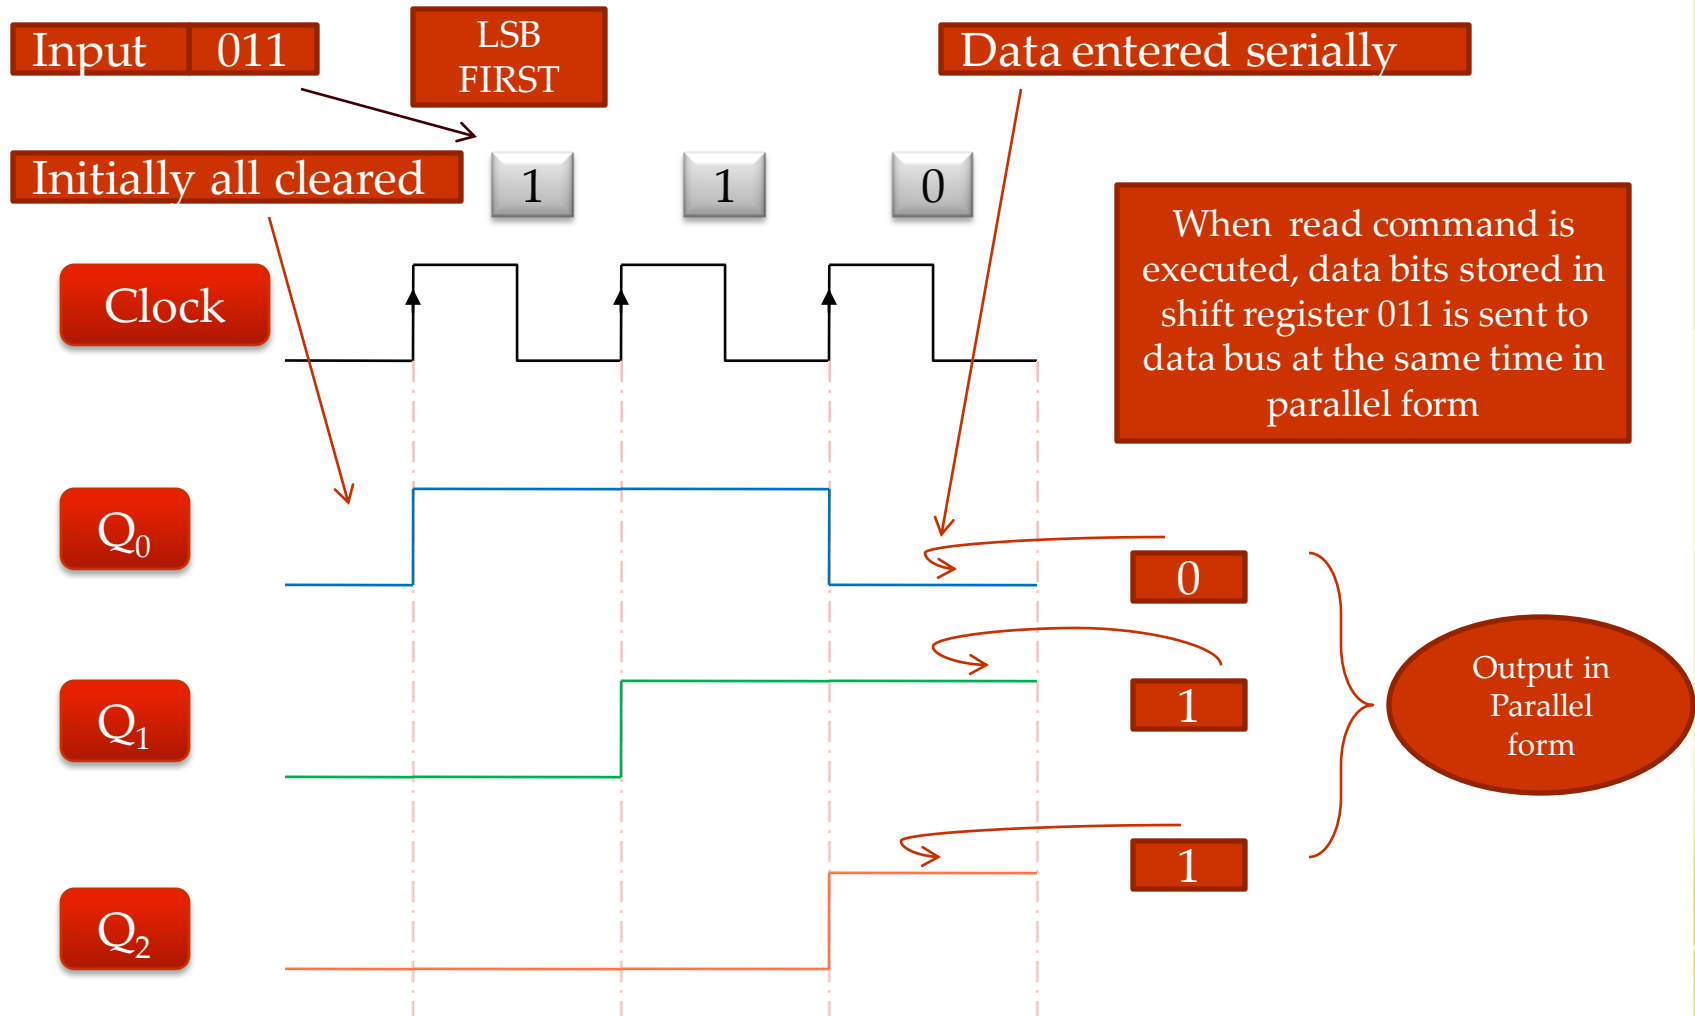 Input 011
LSB
FIRST
Data entered serially
Initially all cleared
1 1 0
When read command is
executed, data bits stored in
shift register 011 is sent to
data bus at the same time in
parallel form
Clock
Q0
0
Q1
1
Output in
Parallel
form
Q2
1